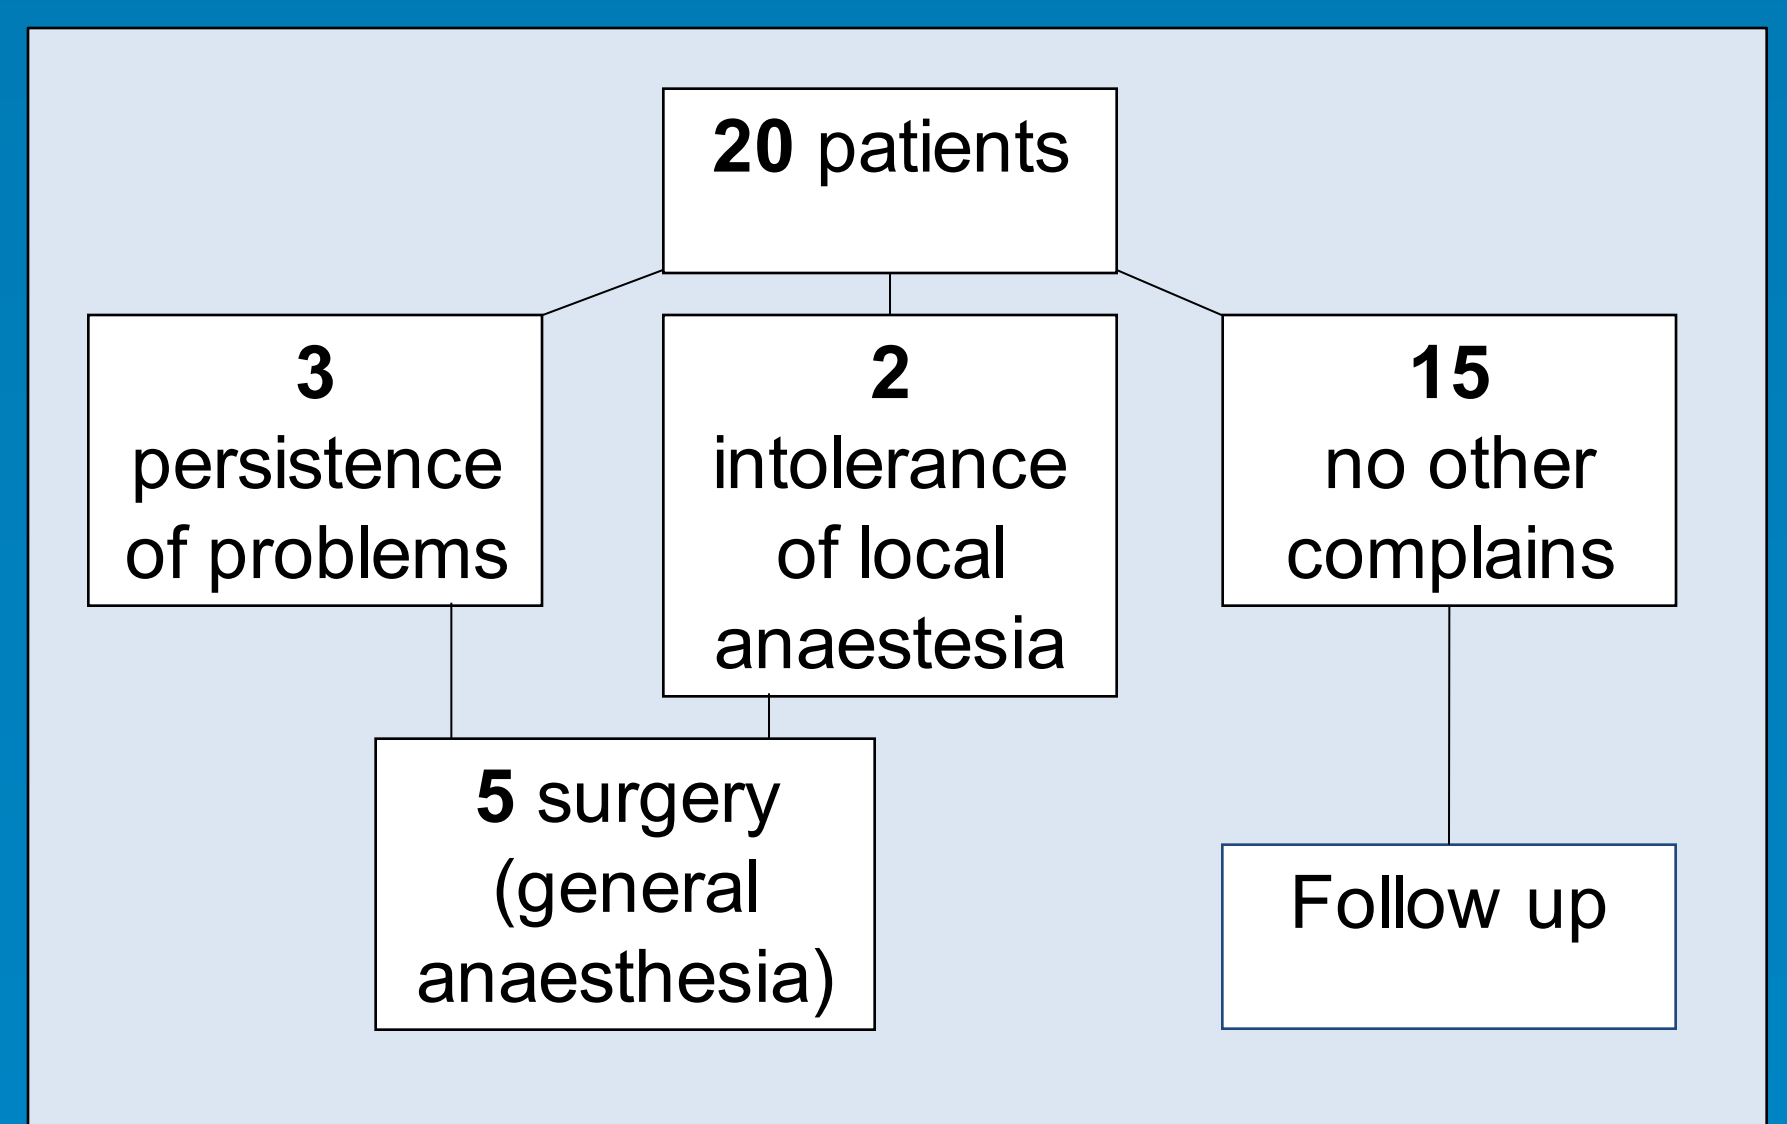 20 patients
3
persistence
of problems
2
intolerance
of local
anaestesia
15
no other
complains
5 surgery
(general
anaesthesia)
Follow up